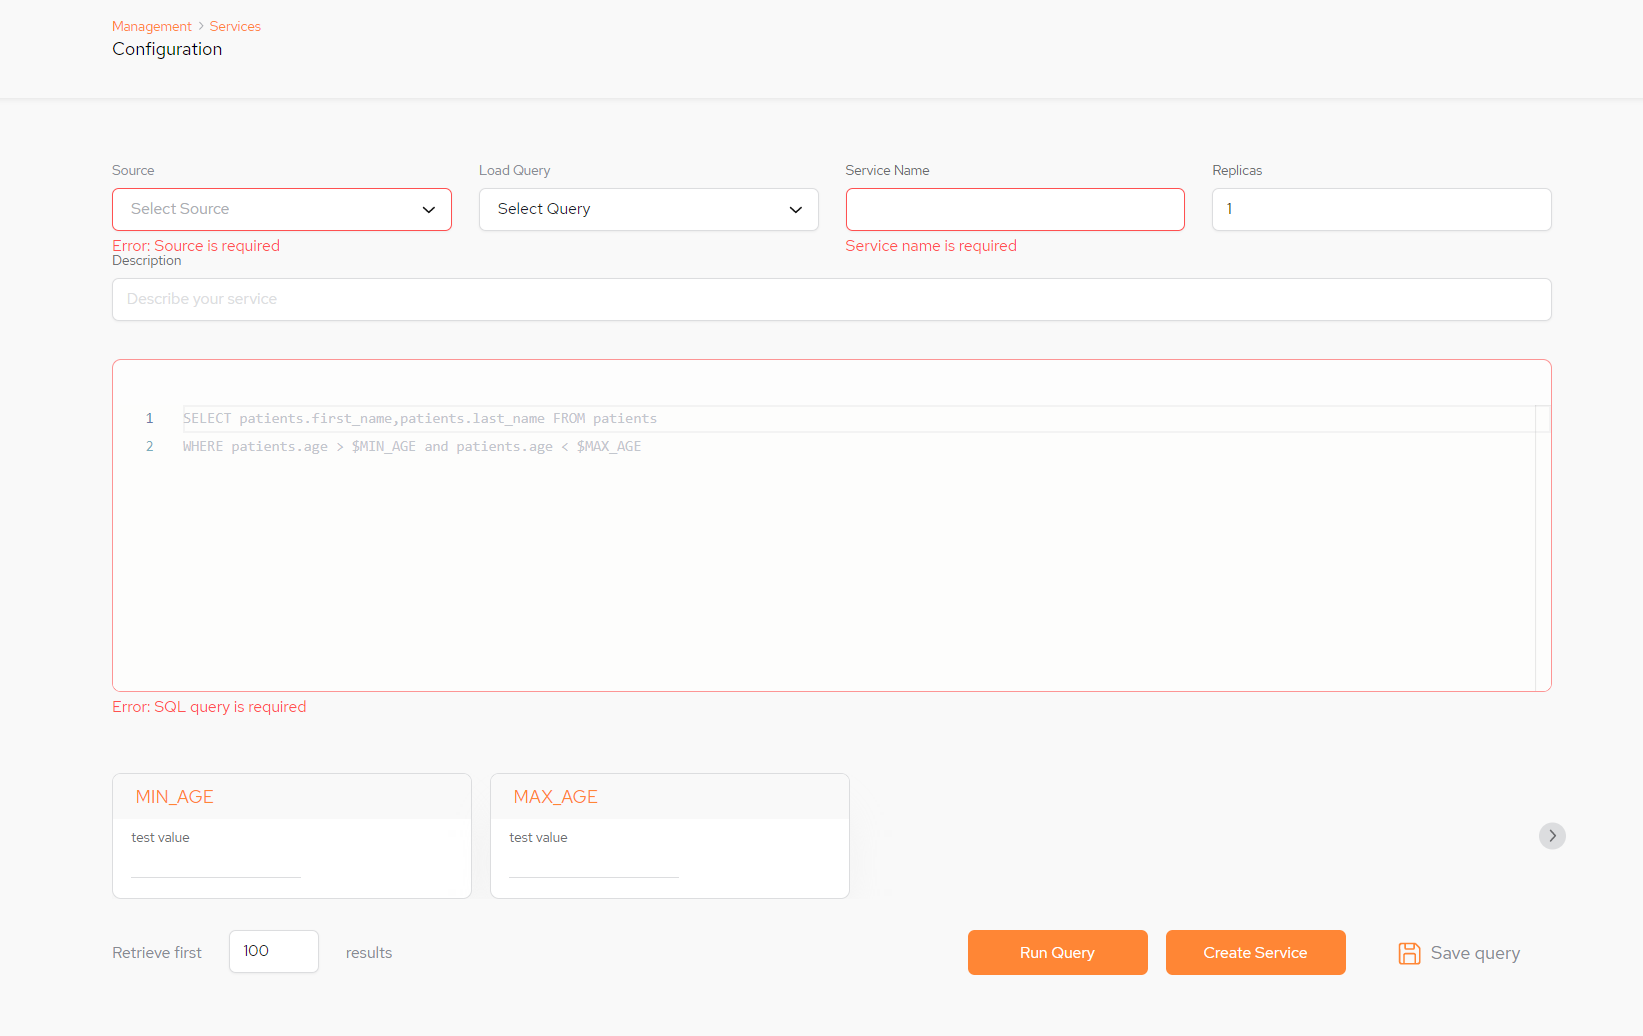 Management > Services
Configuration
Source
Load Query
Service Name
Replicas
Select Source
Select Query
1
Error: Source is required
Service name is required
Description
Describe your service
1 SELECT patients.first_name,patients.last_name FROM patients
2 WHERE patients.age > $MIN_AGE and patients.age < $MAX_AGE
Error: SQL query is required
MIN_AGE
test value
MAX_AGE
test value
Retrieve first 100 results
Run Query
Create Service
Save query